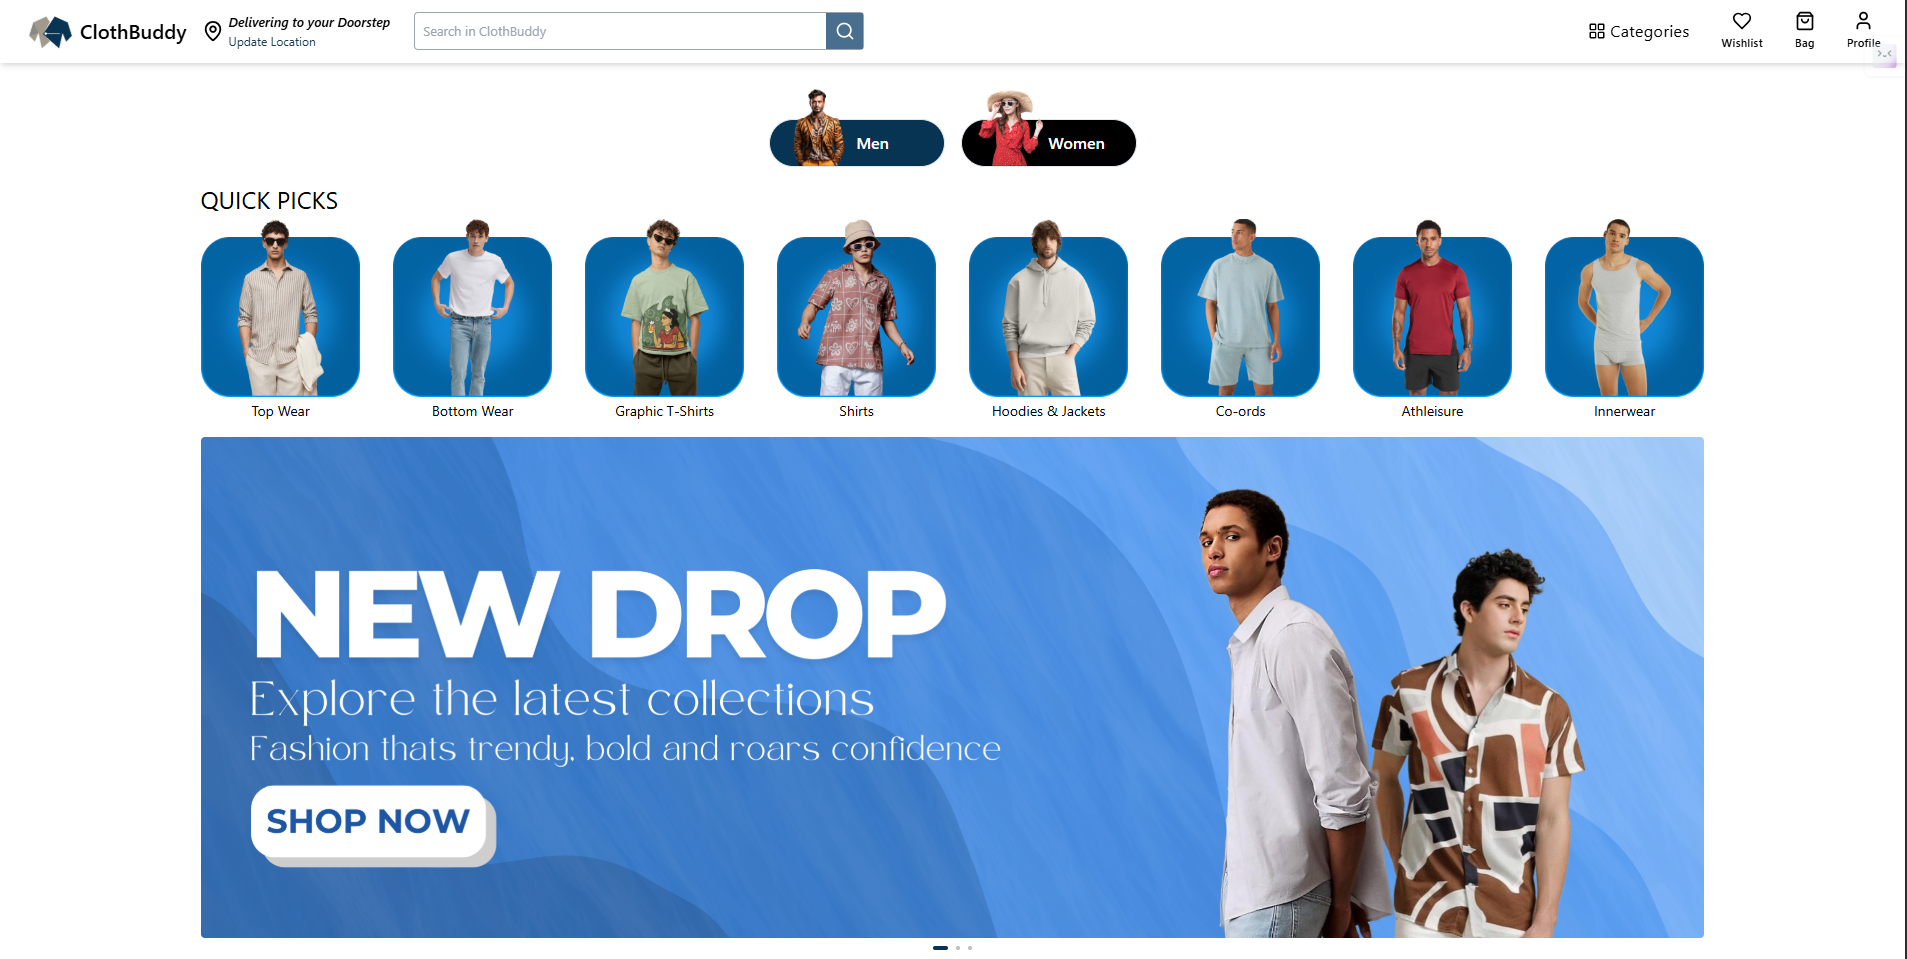 ClothBuddy
Delivering to your Doorstep
Update Location
Search in ClothBuddy
Categories
Wishlist
Bag
Profile
Men
Women
QUICK PICKS
Top Wear
Bottom Wear
Graphic T-Shirts
Shirts
Hoodies & Jackets
Co-ords
Athleisure
Innerwear
NEW DROP
Explore the latest collections
Fashion thats trendy, bold and roars confidence
SHOP NOW